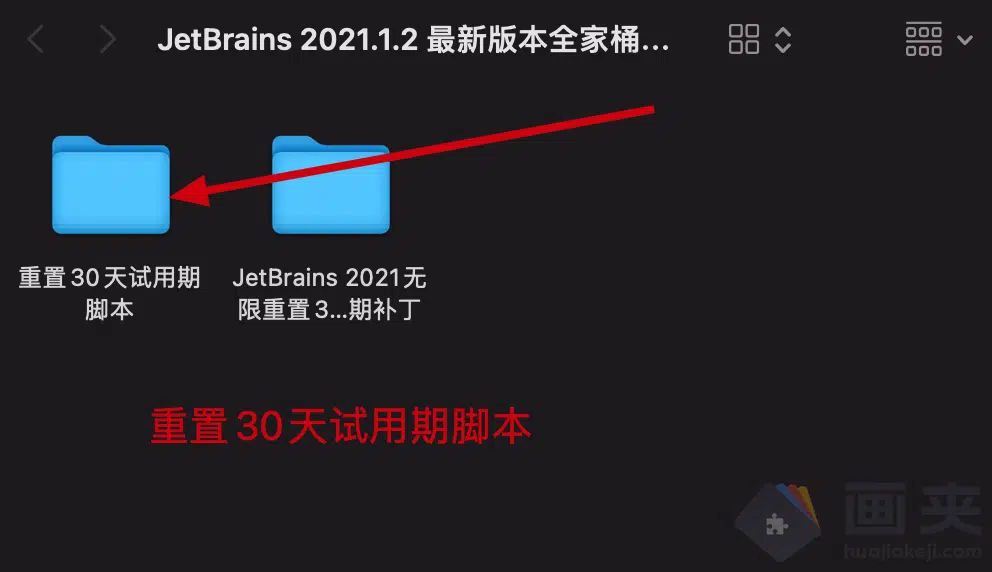 JetBrains 2021.1.2 最新版本全家桶...
重置30天试用期
脚本
JetBrains 2021无
限重置3...期补丁
重置30天试用期脚本
画夹
huajiakeji.com